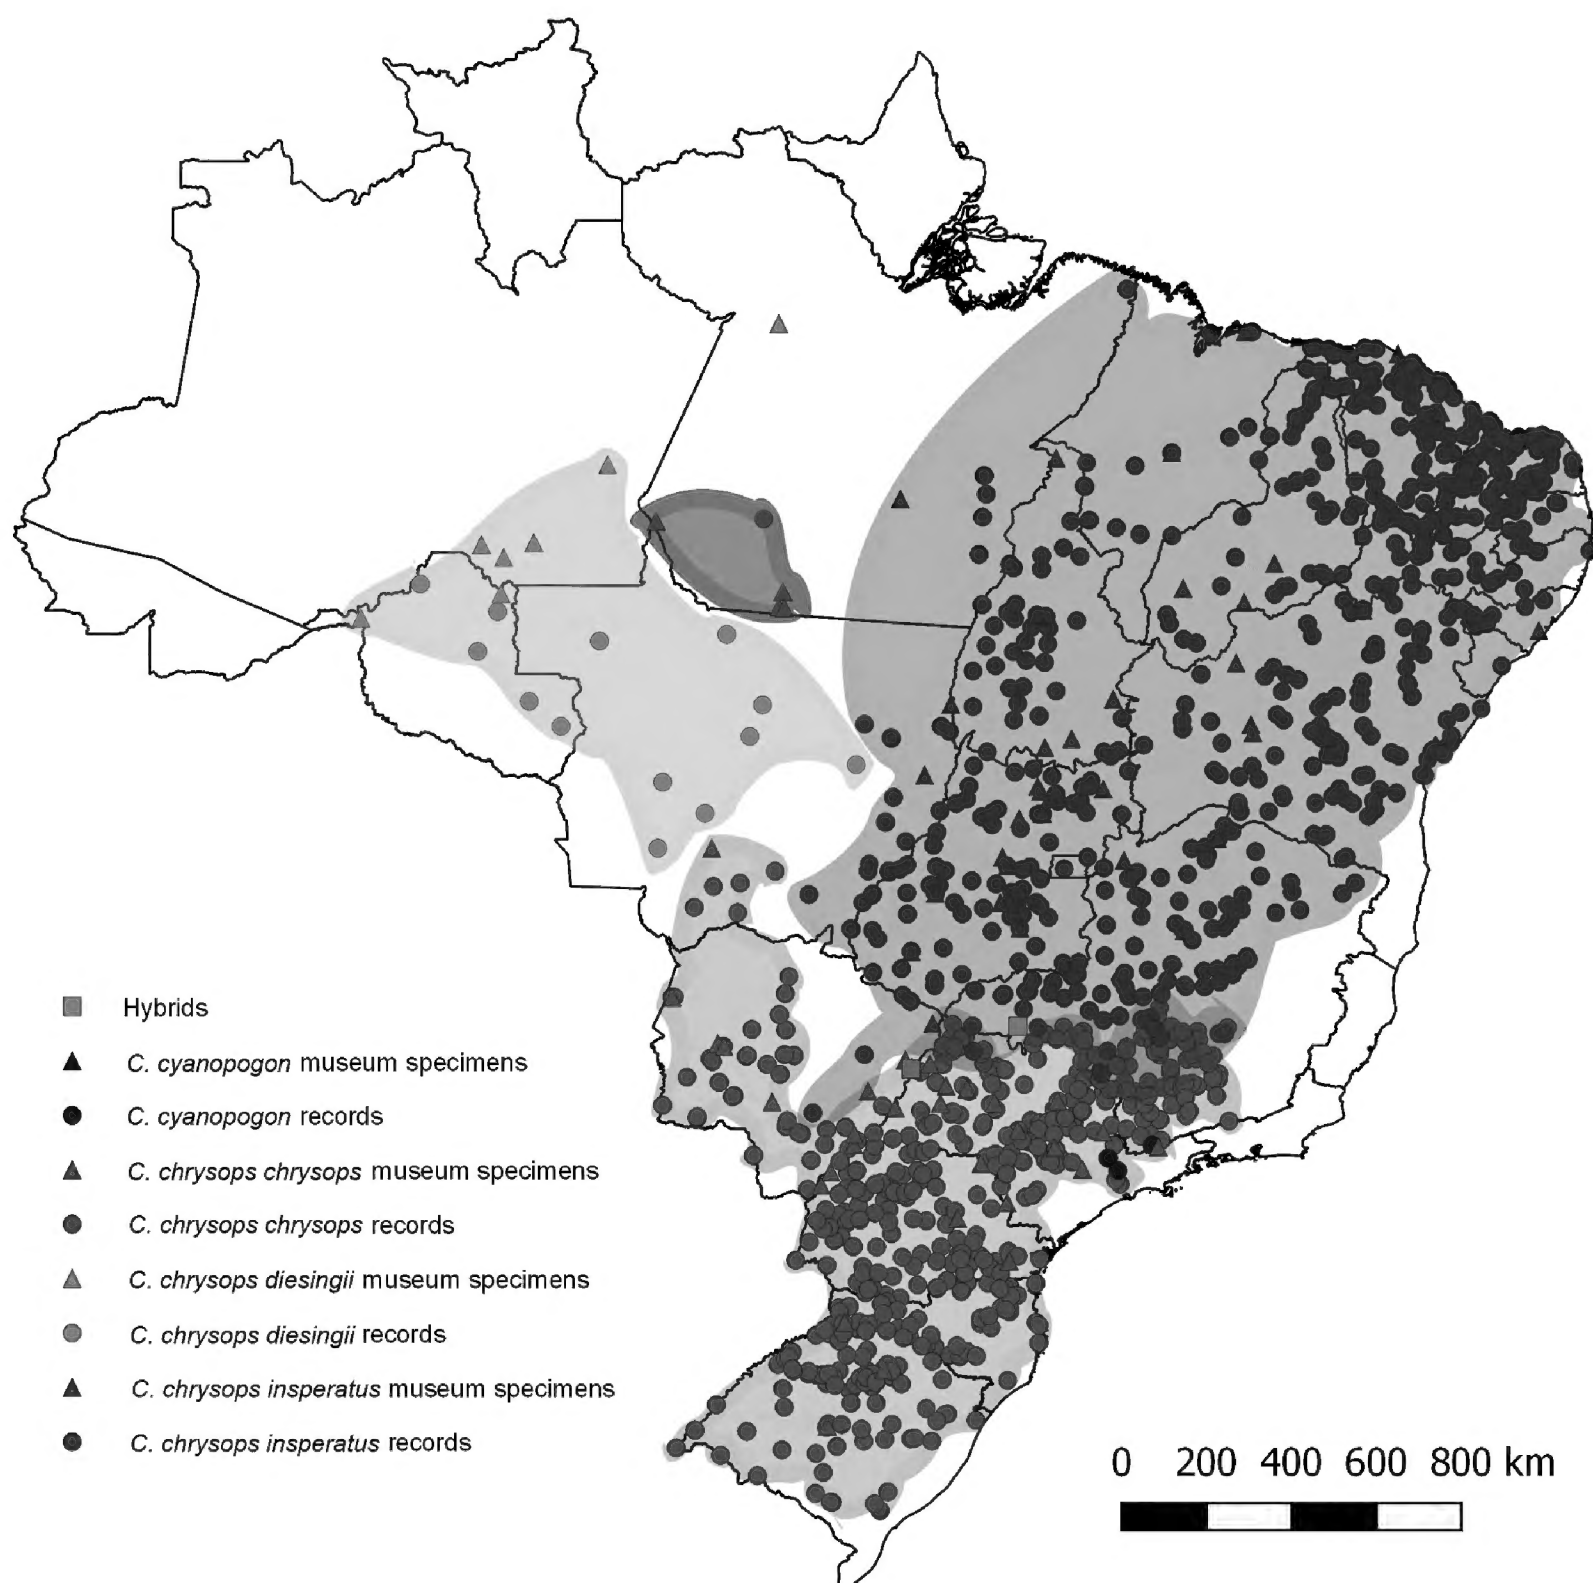 Hybrids
C. cyanopogon museum specimens
C. cyanopogon records
C. chrysops chrysops museum specimens
C. chrysops chrysops records
C. chrysops diesingii museum specimens
C. chrysops diesingii records
C. chrysops insperatus museum specimens
C. chrysops insperatus records
0 200 400 600 800 km